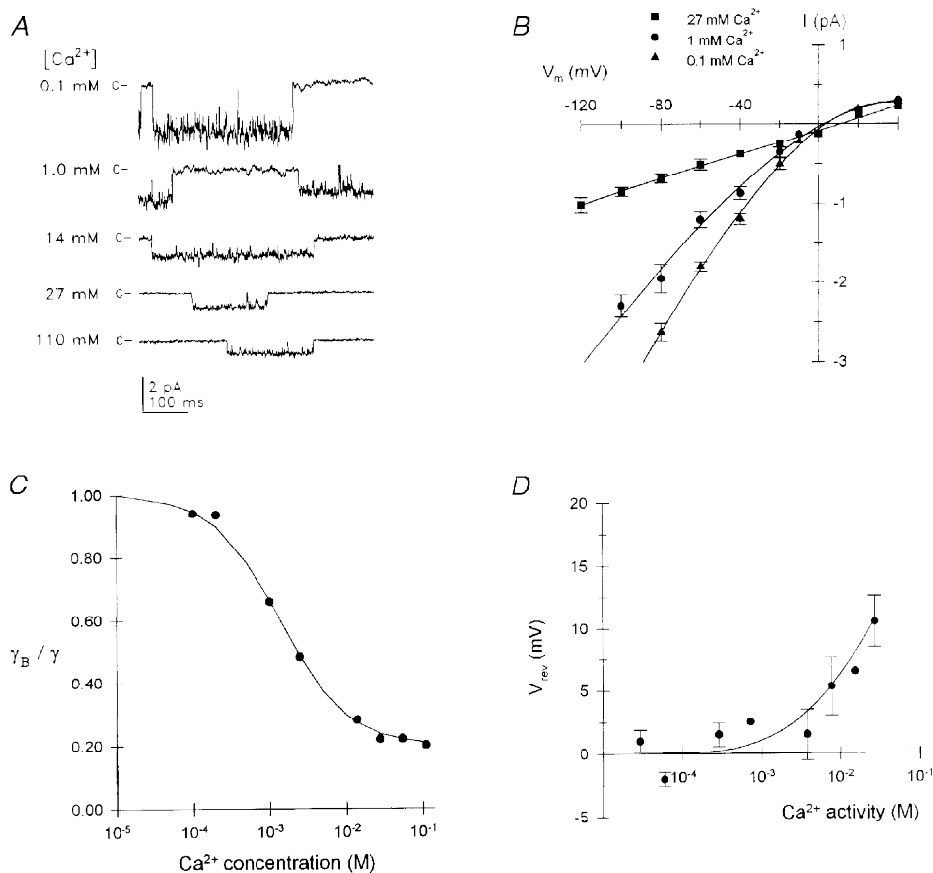 A
[Ca²⁺]
0.1 mM C–
1.0 mM C–
14 mM C–
27 mM C–
110 mM C–
2 pA
100 ms
B
■ 27 mM Ca²⁺
● 1 mM Ca²⁺
▲ 0.1 mM Ca²⁺
I (pA)
Vₘ (mV)
1
-120 -80 -40
-1
-2
-3
C
1.00
0.80
0.60
γ_B / γ
0.40
0.20
0.00
10⁻⁵ 10⁻⁴ 10⁻³ 10⁻² 10⁻¹
Ca²⁺ concentration (M)
D
20
15
10
V_rev (mV)
5
0
-5
10⁻⁴ 10⁻³ 10⁻² 10⁻¹
Ca²⁺ activity (M)